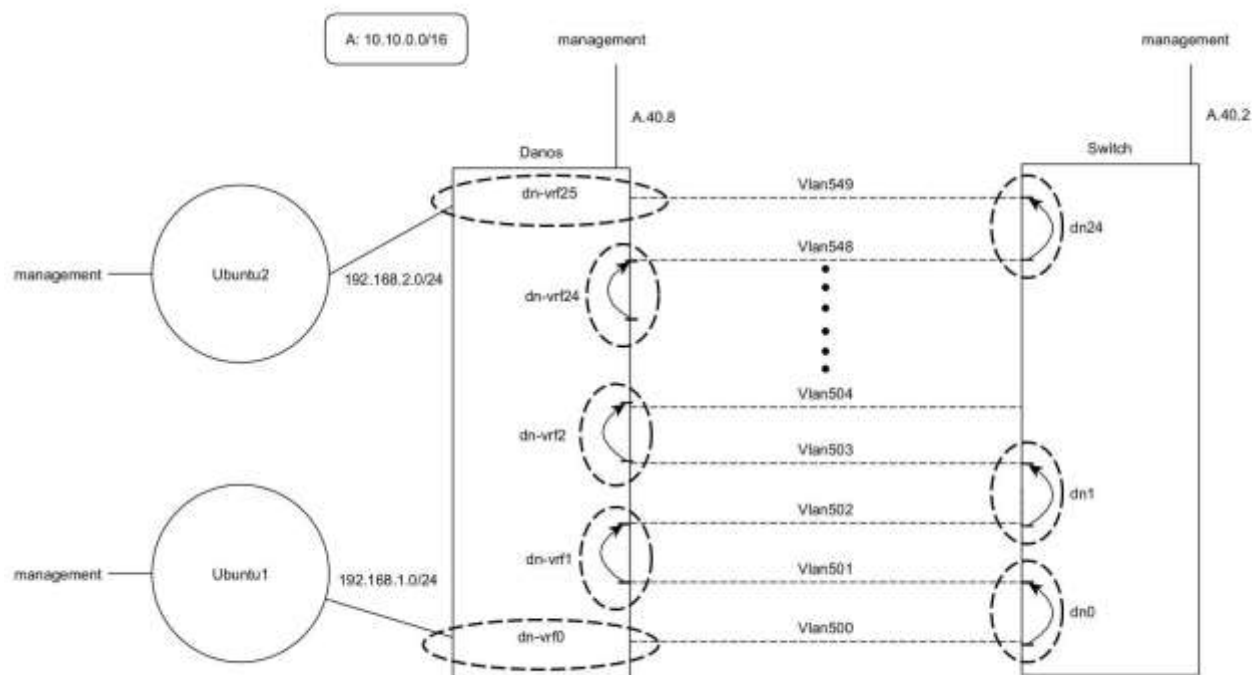 A: 10.10.0.0/16
management
management
A.40.8
A.40.2
Danos
Switch
dn-vrf25
Vlan549
dn24
Vlan548
management
Ubuntu2
192.168.2.0/24
dn-vrf24
Vlan504
dn-vrf2
Vlan503
dn1
Vlan502
dn-vrf1
Vlan501
management
Ubuntu1
192.168.1.0/24
dn0
Vlan500
dn-vrf0